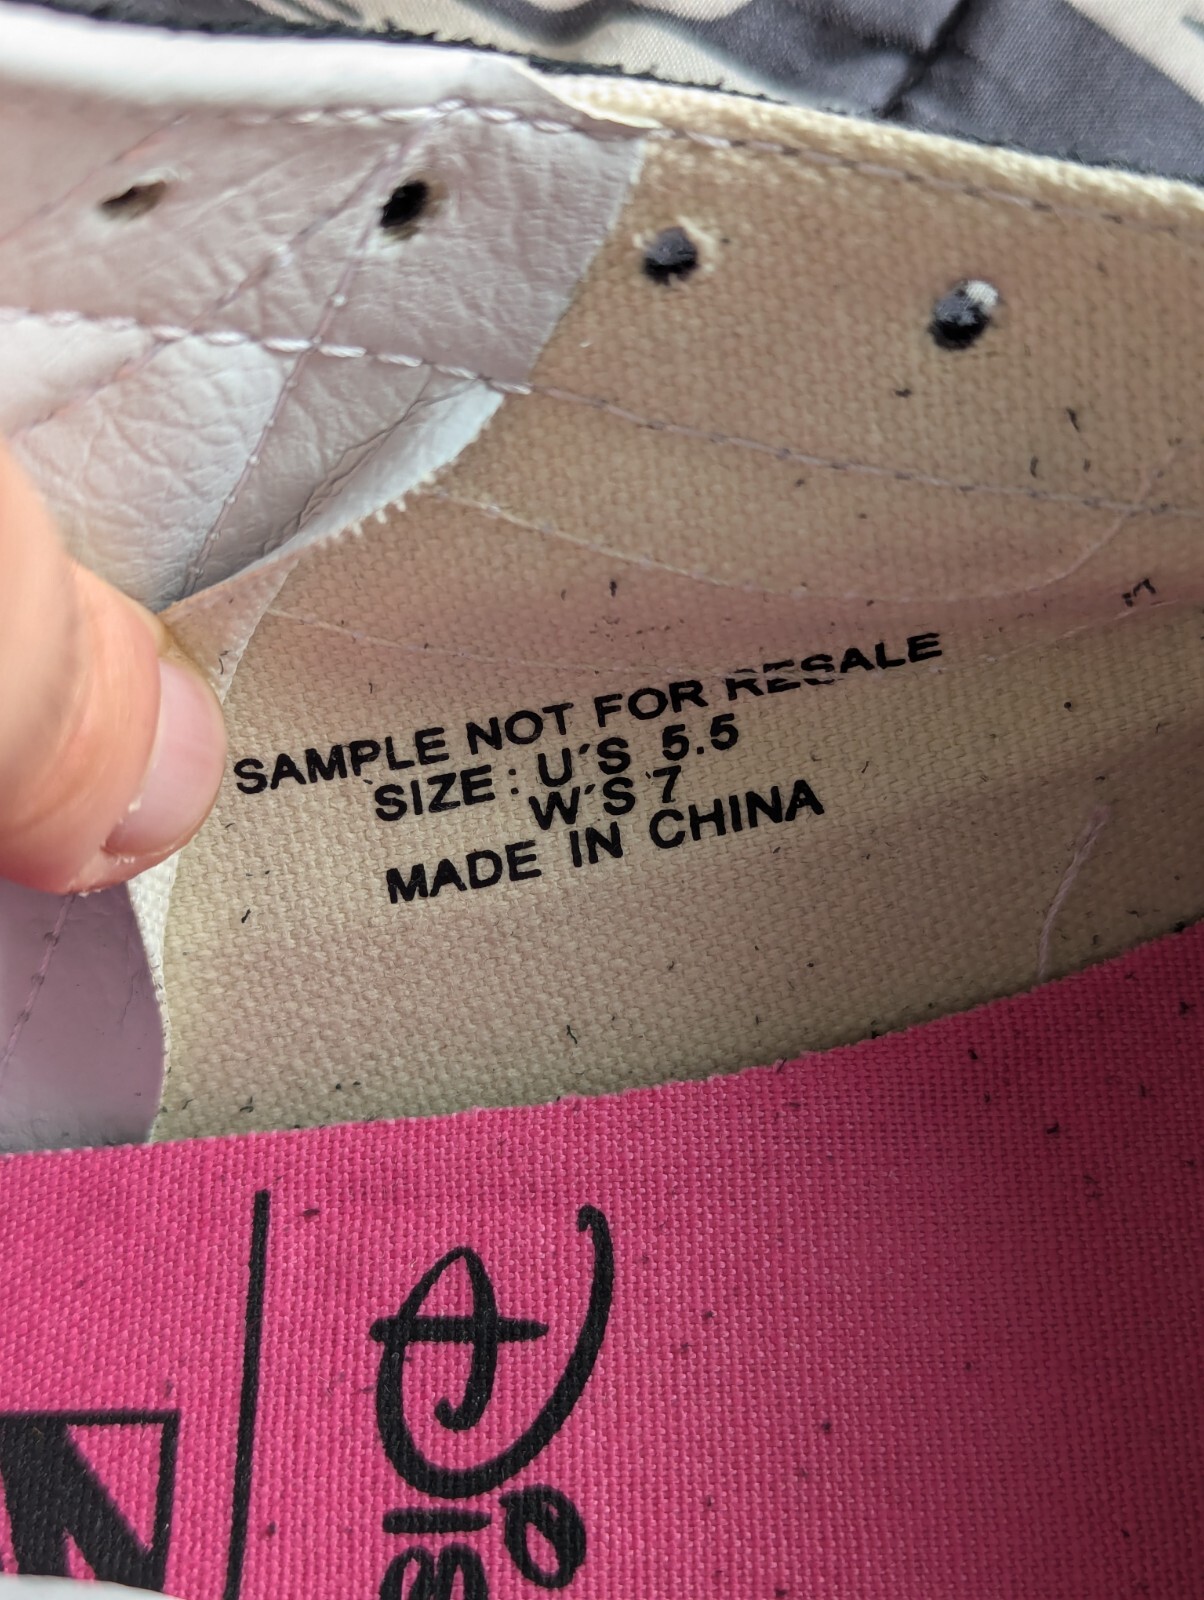 SAMPLE NOT FOR RESALE
SIZE: U'S 5.5
W'S 7
MADE IN CHINA